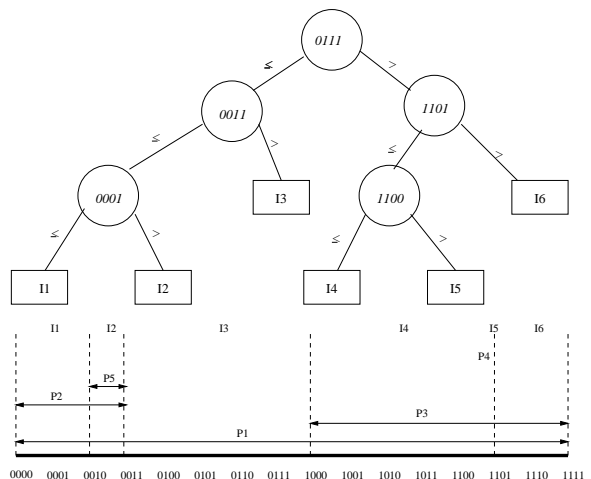 0111
≤ >
0011 1101
≤ > ≤ >
0001 I3 1100 I6
≤ > ≤ >
I1 I2 I4 I5
I1 I2 I3 I4 I5 I6
P4
P5
P2
P3
P1
0000 0001 0010 0011 0100 0101 0110 0111 1000 1001 1010 1011 1100 1101 1110 1111